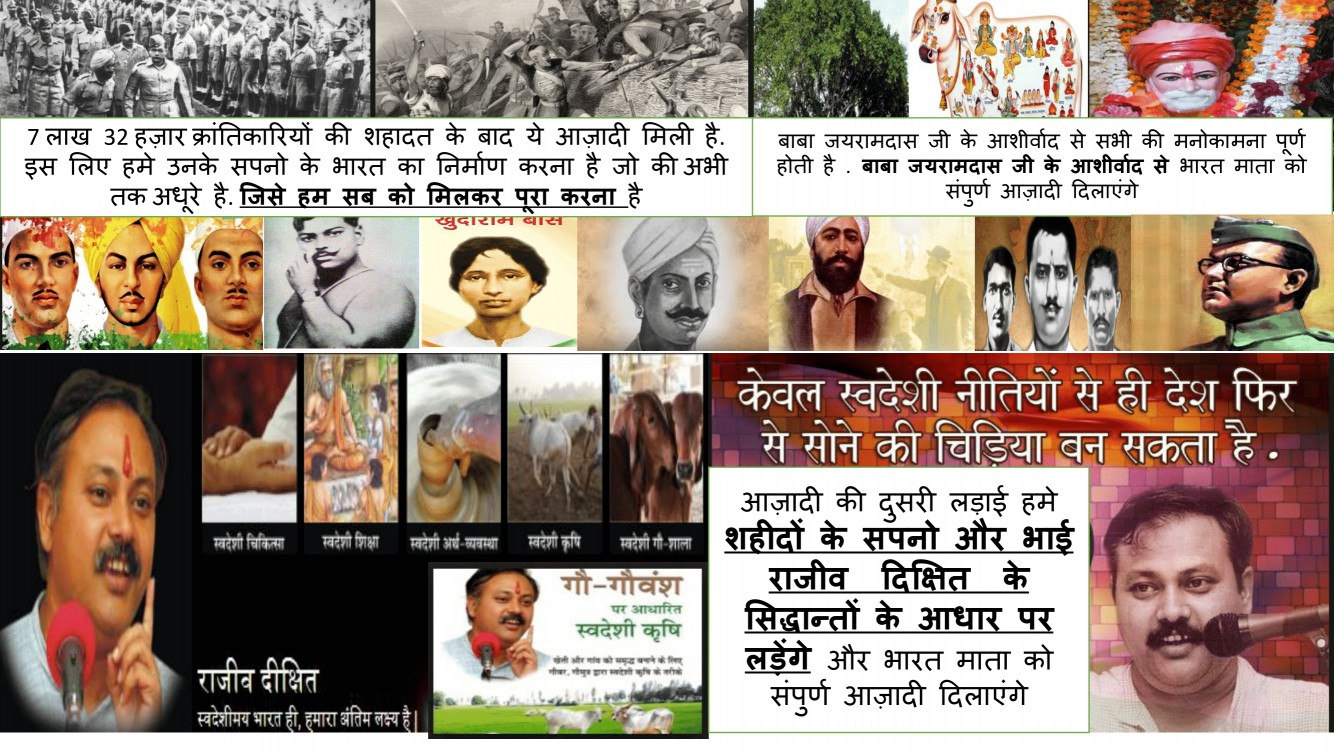 7 लाख 32 हज़ार क्रांतिकारियों की शहादत के बाद ये आज़ादी मिली है.
इस लिए हमे उनके सपनो के भारत का निर्माण करना है जो की अभी
तक अधूरे है. जिसे हम सब को मिलकर पूरा करना है
बाबा जयरामदास जी के आशीर्वाद से सभी की मनोकामना पूर्ण
होती है . बाबा जयरामदास जी के आशीर्वाद से भारत माता को
संपुर्ण आज़ादी दिलाएंगे
खुदीराम बोस
स्वदेशी चिकित्सा
स्वदेशी शिक्षा
स्वदेशी अर्थ-व्यवस्था
स्वदेशी कृषि
स्वदेशी गौ-शाला
गौ-गौवंश
पर आधारित
स्वदेशी कृषि
खेती और गांव को समृद्ध बनाने के लिए
गोबर, गौमूत्र द्वारा स्वदेशी कृषि के तरीके
राजीव दीक्षित
स्वदेशीमय भारत ही, हमारा अंतिम लक्ष्य है|
केवल स्वदेशी नीतियों से ही देश फिर
से सोने की चिड़िया बन सकता है .
आज़ादी की दुसरी लड़ाई हमे
शहीदों के सपनो और भाई
राजीव दिक्षित के
सिद्धान्तों के आधार पर
लड़ेंगे और भारत माता को
संपुर्ण आज़ादी दिलाएंगे